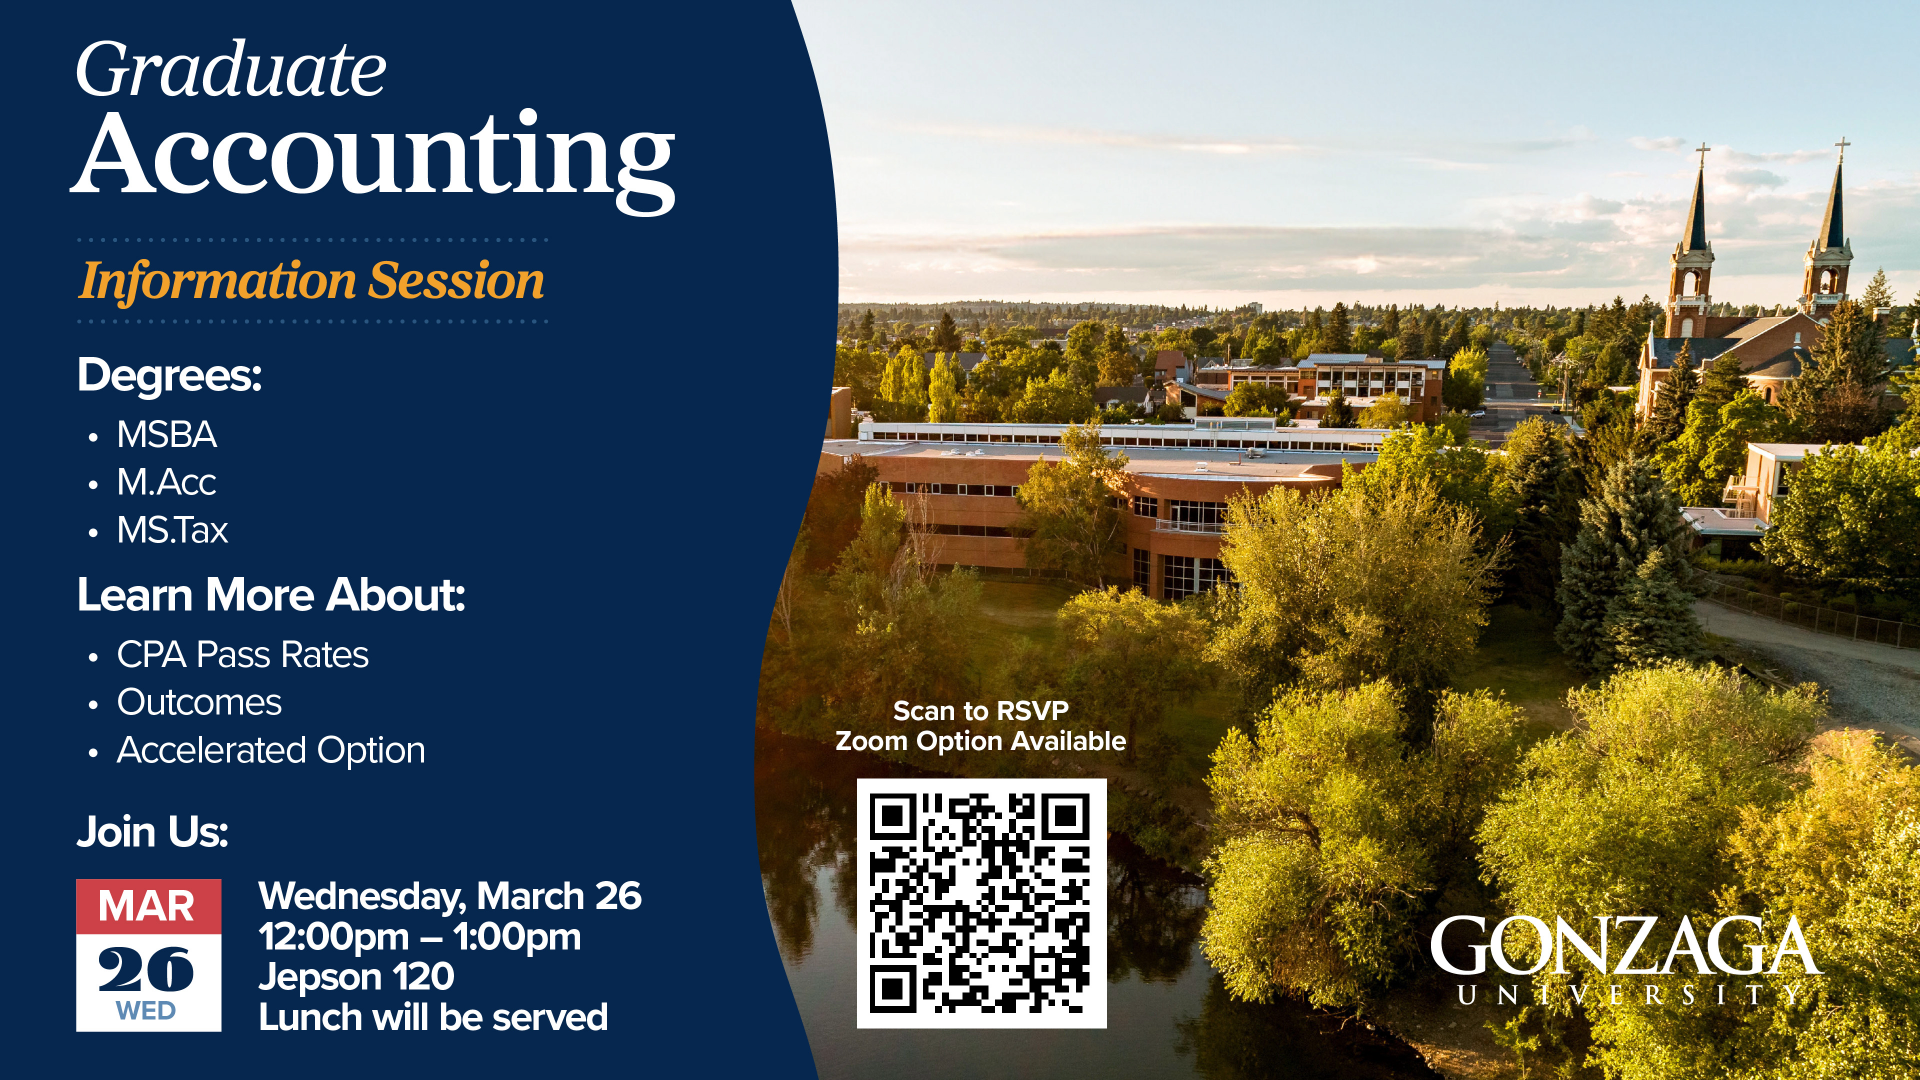 Graduate
Accounting
Information Session
Degrees:
• MSBA
• M.Acc
• MS.Tax
Learn More About:
• CPA Pass Rates
• Outcomes
• Accelerated Option
Join Us:
MAR
26
WED
Wednesday, March 26
12:00pm – 1:00pm
Jepson 120
Lunch will be served
Scan to RSVP
Zoom Option Available
GONZAGA
UNIVERSITY